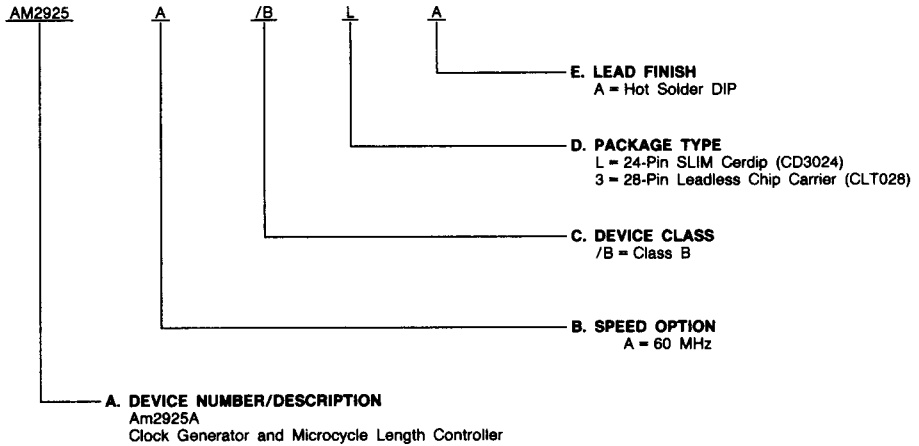 AM2925 A /B L A
E. LEAD FINISH
A = Hot Solder DIP
D. PACKAGE TYPE
L = 24-Pin SLIM Cerdip (CD3024)
3 = 28-Pin Leadless Chip Carrier (CLT028)
C. DEVICE CLASS
/B = Class B
B. SPEED OPTION
A = 60 MHz
A. DEVICE NUMBER/DESCRIPTION
Am2925A
Clock Generator and Microcycle Length Controller